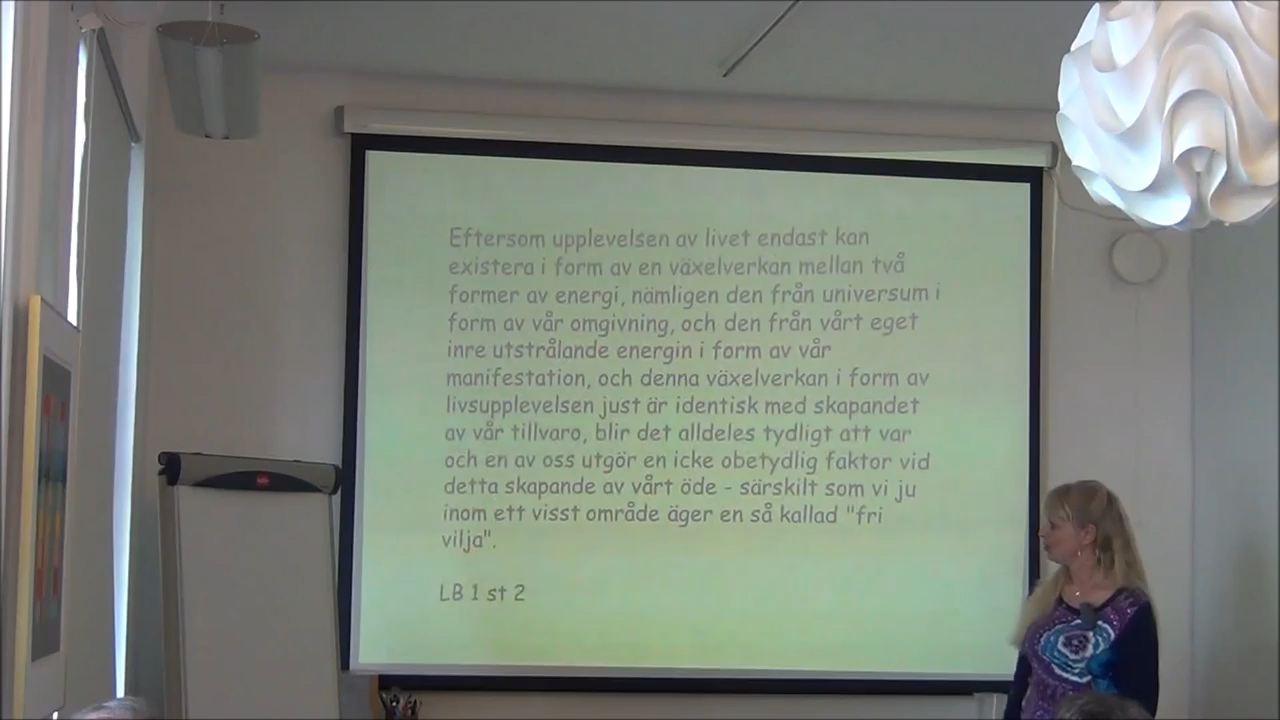 Eftersom upplevelsen av livet endast kan
existera i form av en växelverkan mellan två
former av energi, nämligen den från universum i
form av vår omgivning, och den från vårt eget
inre utstrålande energin i form av vår
manifestation, och denna växelverkan i form av
livsupplevelsen just är identisk med skapandet
av vår tillvaro, blir det alldeles tydligt att var
och en av oss utgör en icke obetydlig faktor vid
detta skapande av vårt öde - särskilt som vi ju
inom ett visst område äger en så kallad "fri
vilja".
LB 1 st 2